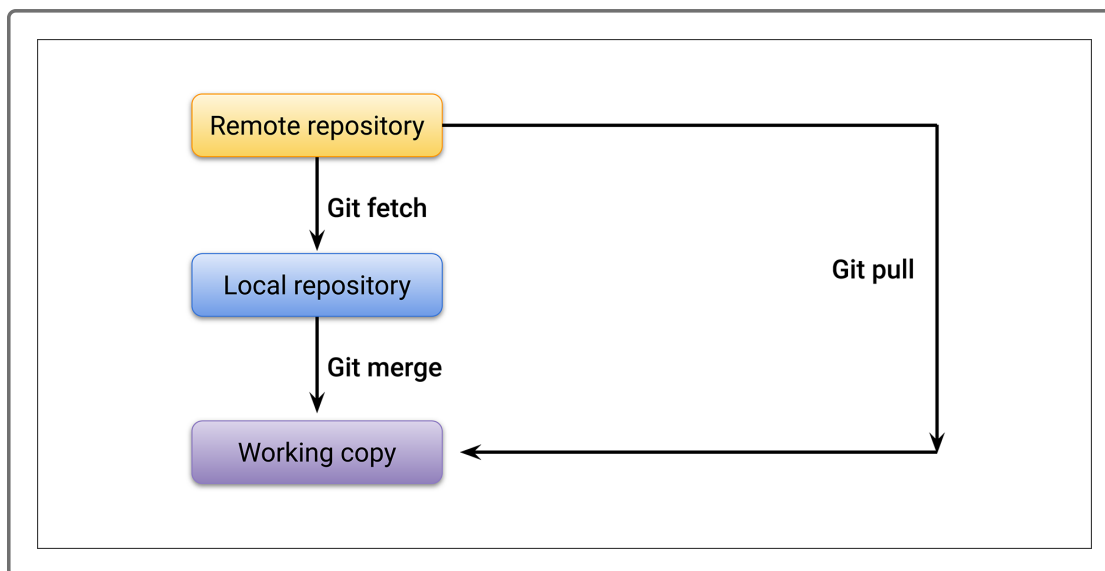 Remote repository
Git fetch
Local repository
Git pull
Git merge
Working copy